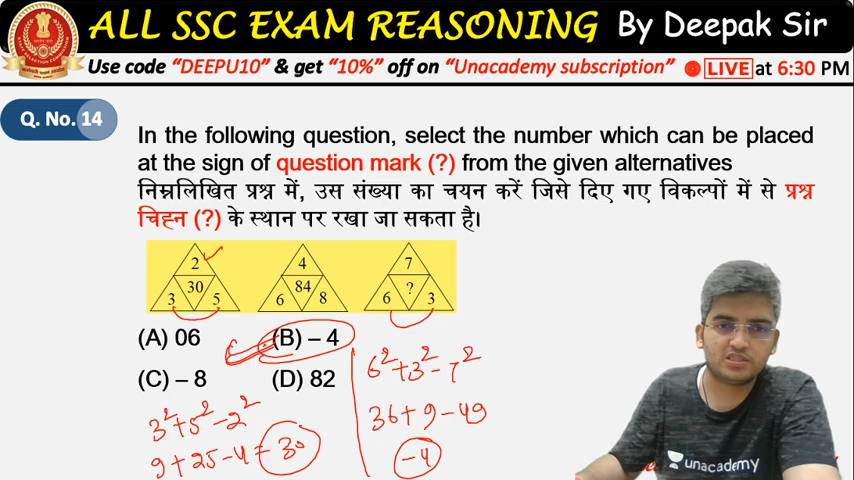 ALL SSC EXAM REASONING By Deepak Sir
Use code "DEEPU10" & get "10%" off on "Unacademy subscription" LIVE at 6:30 PM
Q. No. 14
In the following question, select the number which can be placed
at the sign of question mark (?) from the given alternatives
निम्नलिखित प्रश्न में, उस संख्या का चयन करें जिसे दिए गए विकल्पों में से प्रश्न
चिह्न (?) के स्थान पर रखा जा सकता है।
2 4 7
30 84 ?
3 5 6 8 6 3
(A) 06 (B) – 4
(C) – 8 (D) 82
3² + 5² – 2²
9 + 25 – 4 = 30
6² + 3² – 7²
36 + 9 – 49
– 4
unacademy